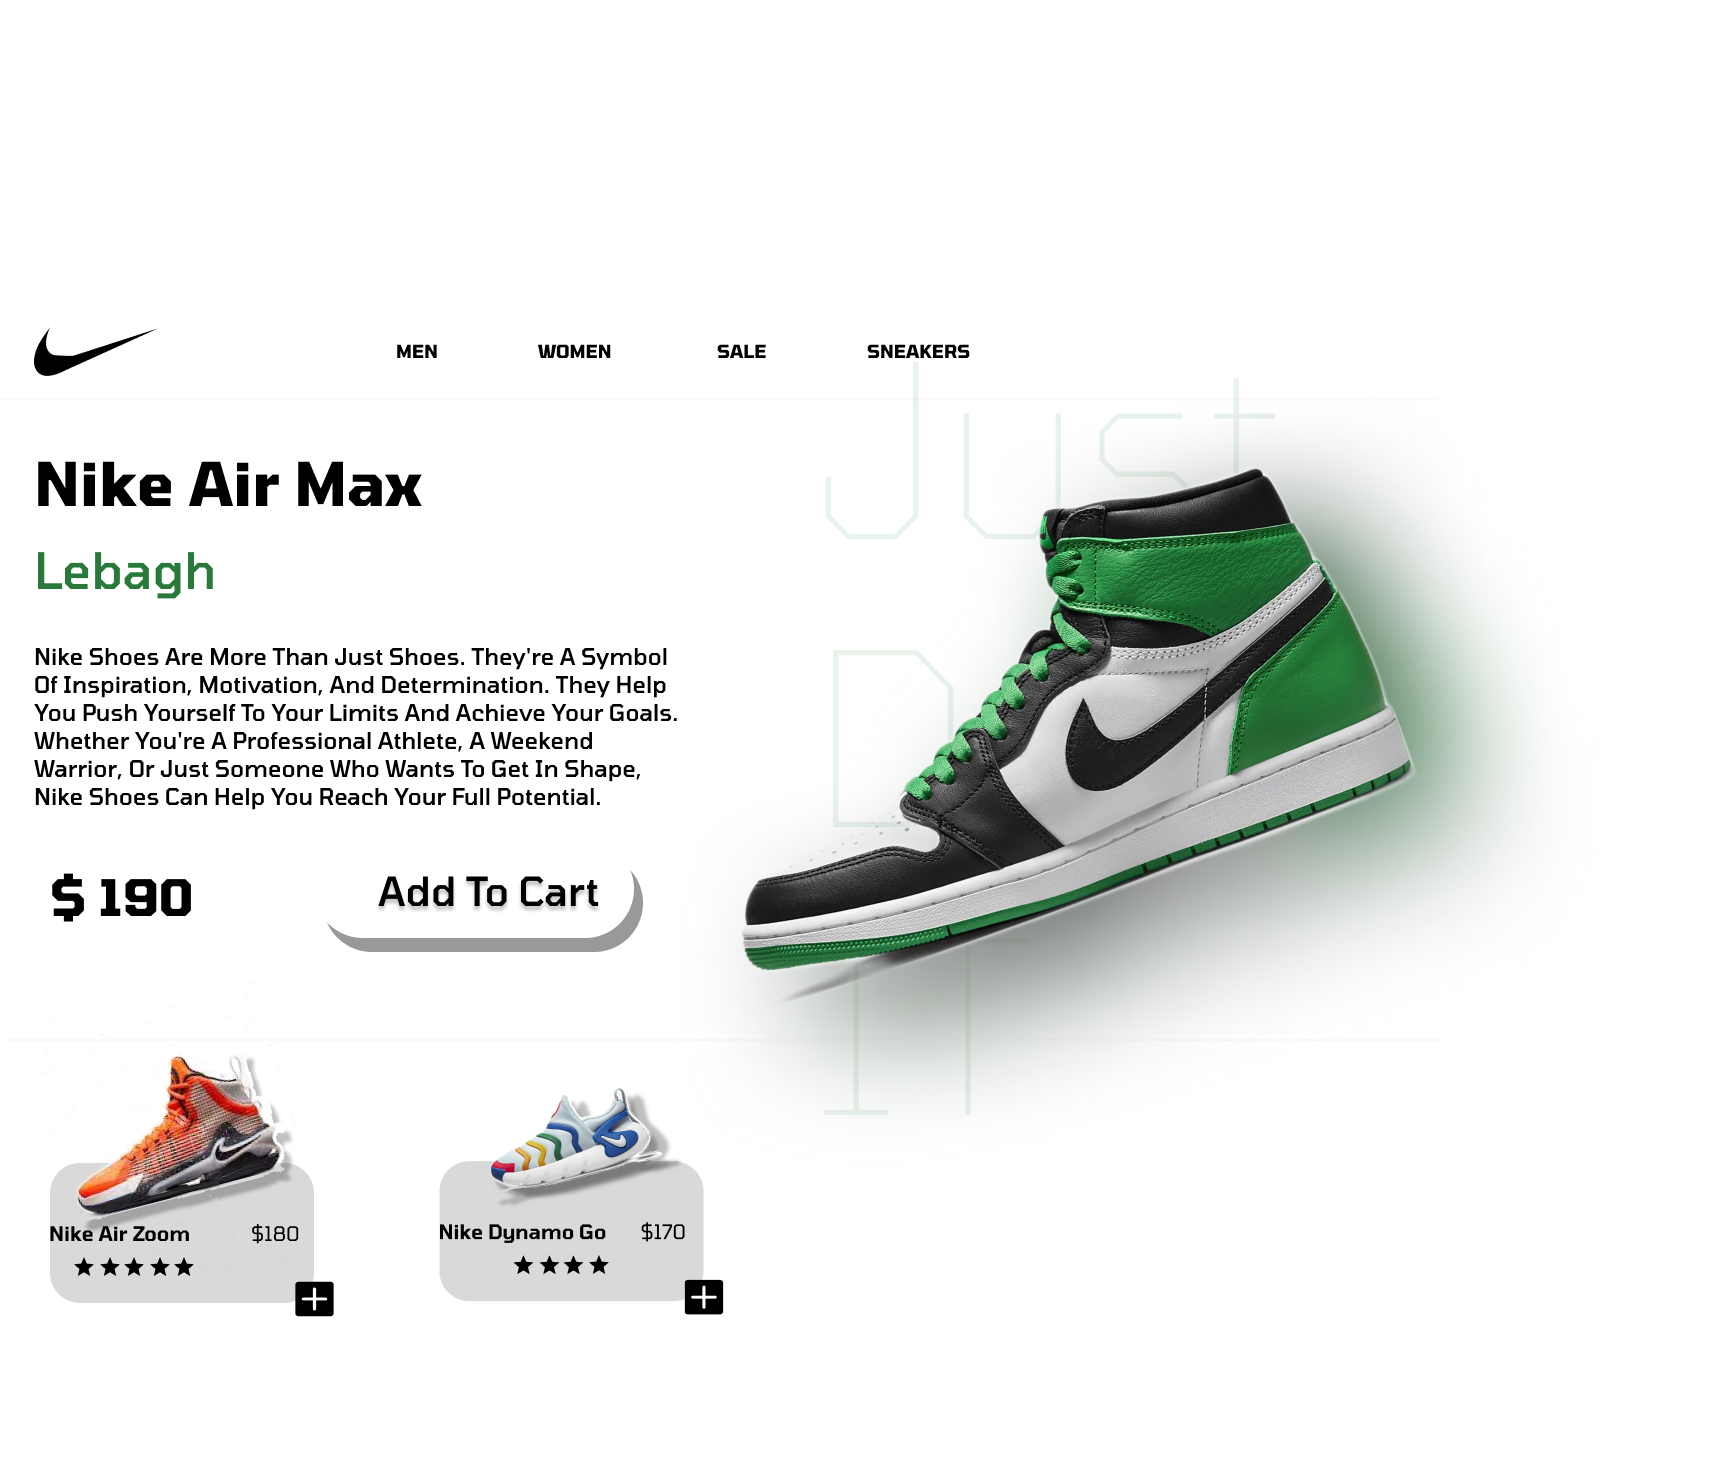 MEN WOMEN SALE SNEAKERS
Just
Nike Air Max
Lebagh
Nike Shoes Are More Than Just Shoes. They're A Symbol
Of Inspiration, Motivation, And Determination. They Help
You Push Yourself To Your Limits And Achieve Your Goals.
Whether You're A Professional Athlete, A Weekend
Warrior, Or Just Someone Who Wants To Get In Shape,
Nike Shoes Can Help You Reach Your Full Potential.
$ 190
Add To Cart
Nike Air Zoom $180
Nike Dynamo Go $170